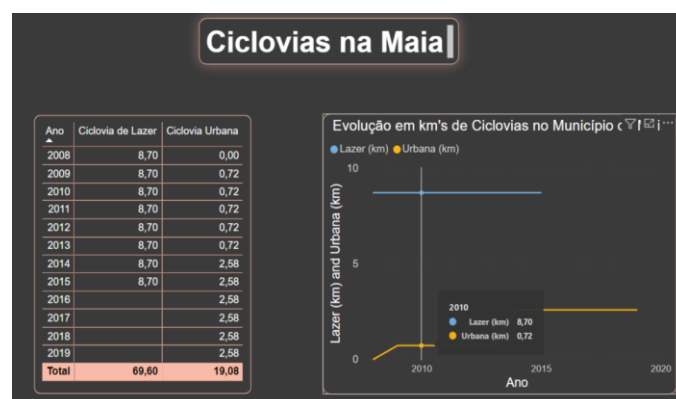 Ciclovias na Maia
Ano Ciclovia de Lazer Ciclovia Urbana
2008 8,70 0,00
2009 8,70 0,72
2010 8,70 0,72
2011 8,70 0,72
2012 8,70 0,72
2013 8,70 0,72
2014 8,70 2,58
2015 8,70 2,58
2016 2,58
2017 2,58
2018 2,58
2019 2,58
Total 69,60 19,08
Evolução em km's de Ciclovias no Município
Lazer (km) Urbana (km)
Lazer (km) and Urbana (km)
10
5
0
2010
Lazer (km) 8,70
Urbana (km) 0,72
2010 2015 2020
Ano